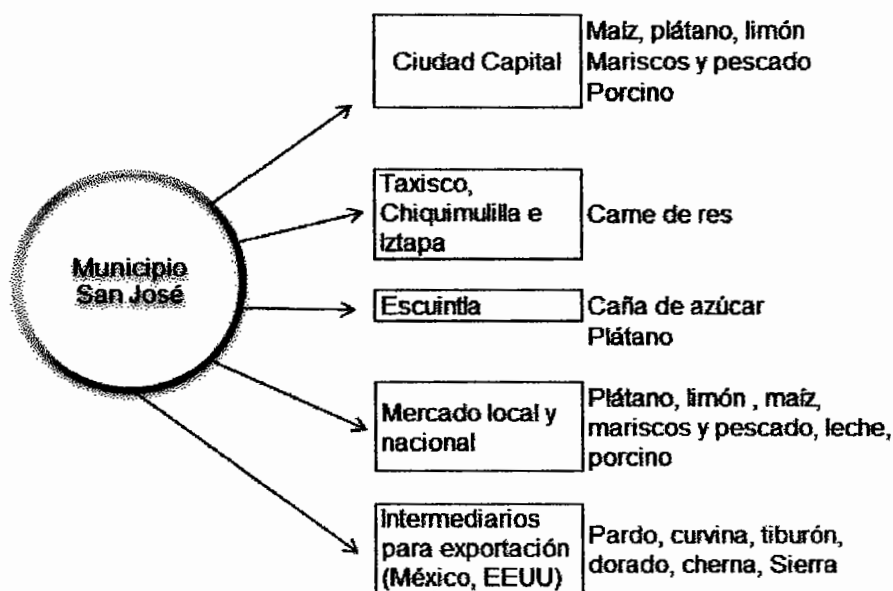 Ciudad Capital
Maíz, plátano, limón
Mariscos y pescado
Porcino
Taxisco,
Chiquimulilla e
Iztapa
Carne de res
Municipio
San José
Escuintla
Caña de azúcar
Plátano
Mercado local y
nacional
Plátano, limón , maíz,
mariscos y pescado, leche,
porcino
Intermediarios
para exportación
(México, EEUU)
Pardo, curvina, tiburón,
dorado, cherna, Sierra